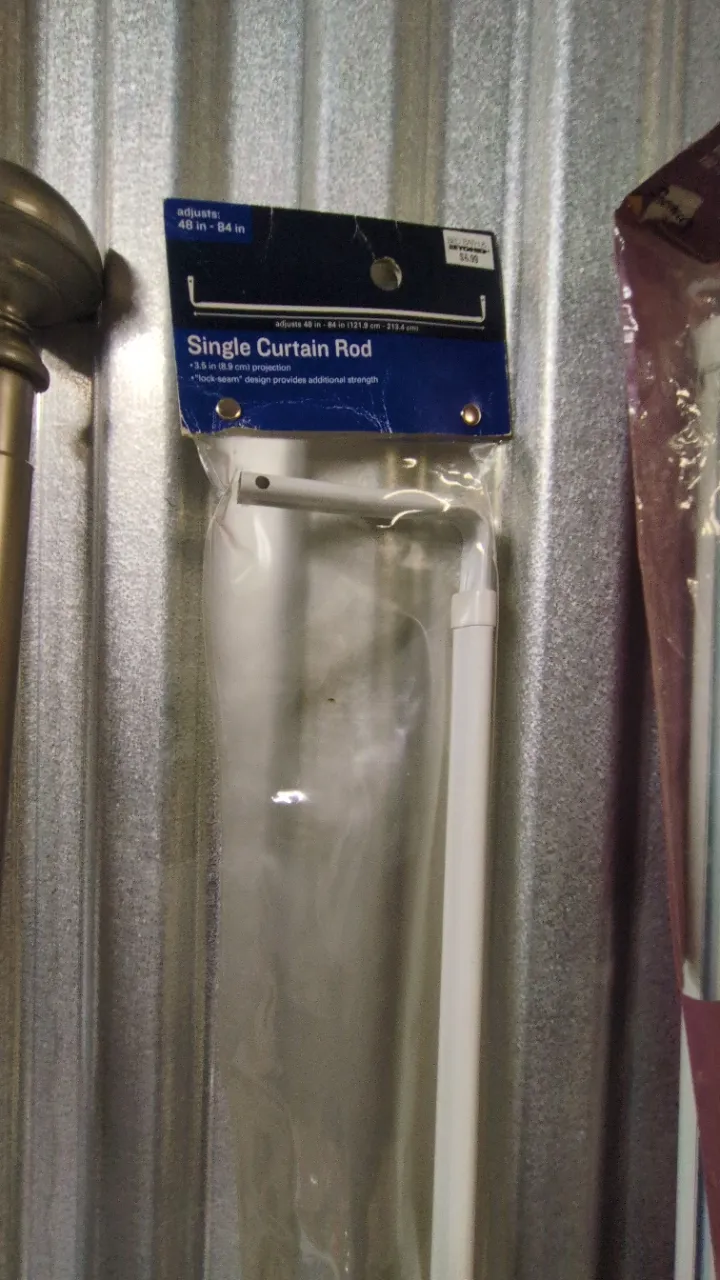 adjusts:
48 in - 84 in
$6.99
adjusts 48 in - 84 in (121.9 cm - 213.4 cm)
Single Curtain Rod
• 3.5 in (8.9 cm) projection
• "lock-seam" design provides additional strength